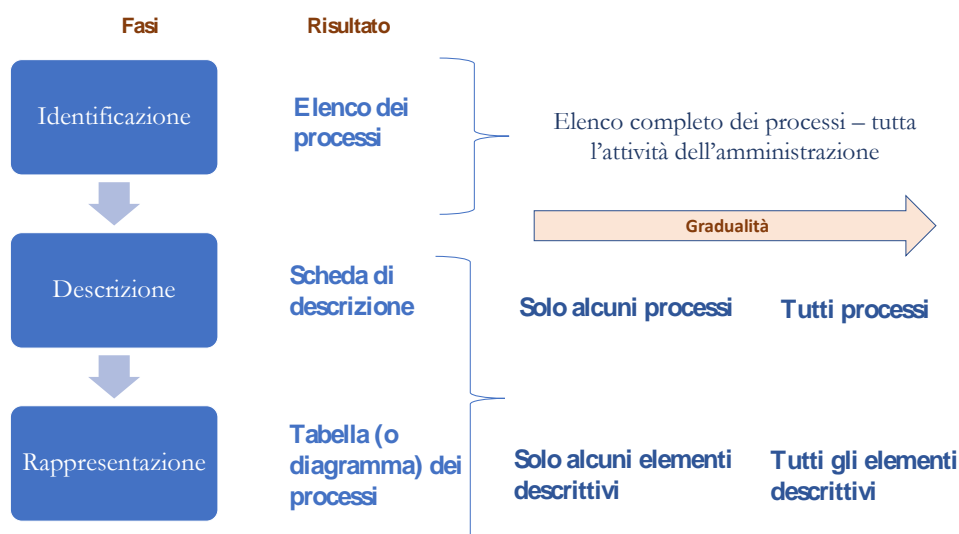 Fasi
Risultato
Identificazione
Elenco dei
processi
Elenco completo dei processi – tutta
l'attività dell'amministrazione
Gradualità
Descrizione
Scheda di
descrizione
Solo alcuni processi
Tutti processi
Rappresentazione
Tabella (o
diagramma) dei
processi
Solo alcuni elementi
descrittivi
Tutti gli elementi
descrittivi